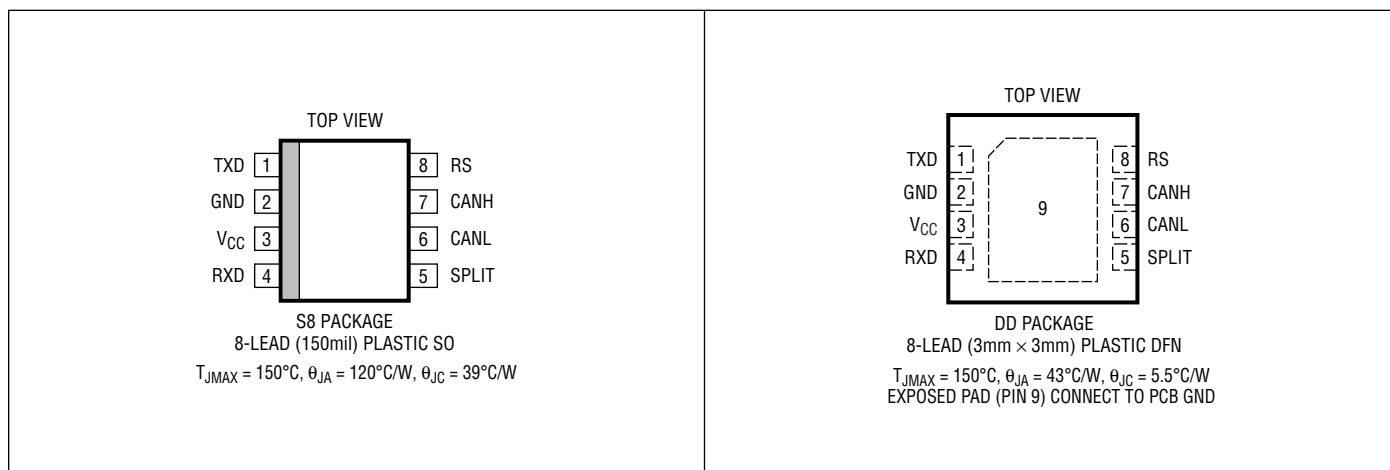 TOP VIEW
TXD 1 8 RS
GND 2 7 CANH
VCC 3 6 CANL
RXD 4 5 SPLIT
S8 PACKAGE
8-LEAD (150mil) PLASTIC SO
TJMAX = 150°C, θJA = 120°C/W, θJC = 39°C/W
TOP VIEW
TXD 1 8 RS
GND 2 7 CANH
9
VCC 3 6 CANL
RXD 4 5 SPLIT
DD PACKAGE
8-LEAD (3mm × 3mm) PLASTIC DFN
TJMAX = 150°C, θJA = 43°C/W, θJC = 5.5°C/W
EXPOSED PAD (PIN 9) CONNECT TO PCB GND